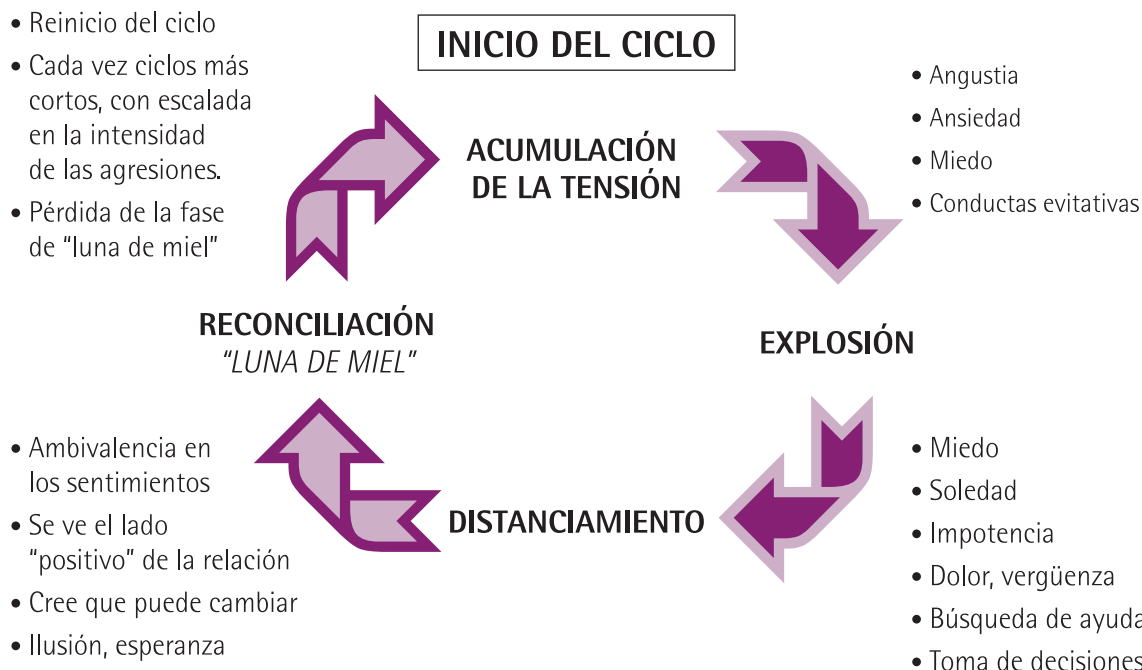 INICIO DEL CICLO
• Reinicio del ciclo
• Cada vez ciclos más
cortos, con escalada
en la intensidad
de las agresiones.
• Pérdida de la fase
de “luna de miel”
ACUMULACIÓN
DE LA TENSIÓN
• Angustia
• Ansiedad
• Miedo
• Conductas evitativas
RECONCILIACIÓN
“LUNA DE MIEL”
EXPLOSIÓN
• Ambivalencia en
los sentimientos
• Se ve el lado
“positivo” de la relación
• Cree que puede cambiar
• Ilusión, esperanza
DISTANCIAMIENTO
• Miedo
• Soledad
• Impotencia
• Dolor, vergüenza
• Búsqueda de ayuda
• Toma de decisiones